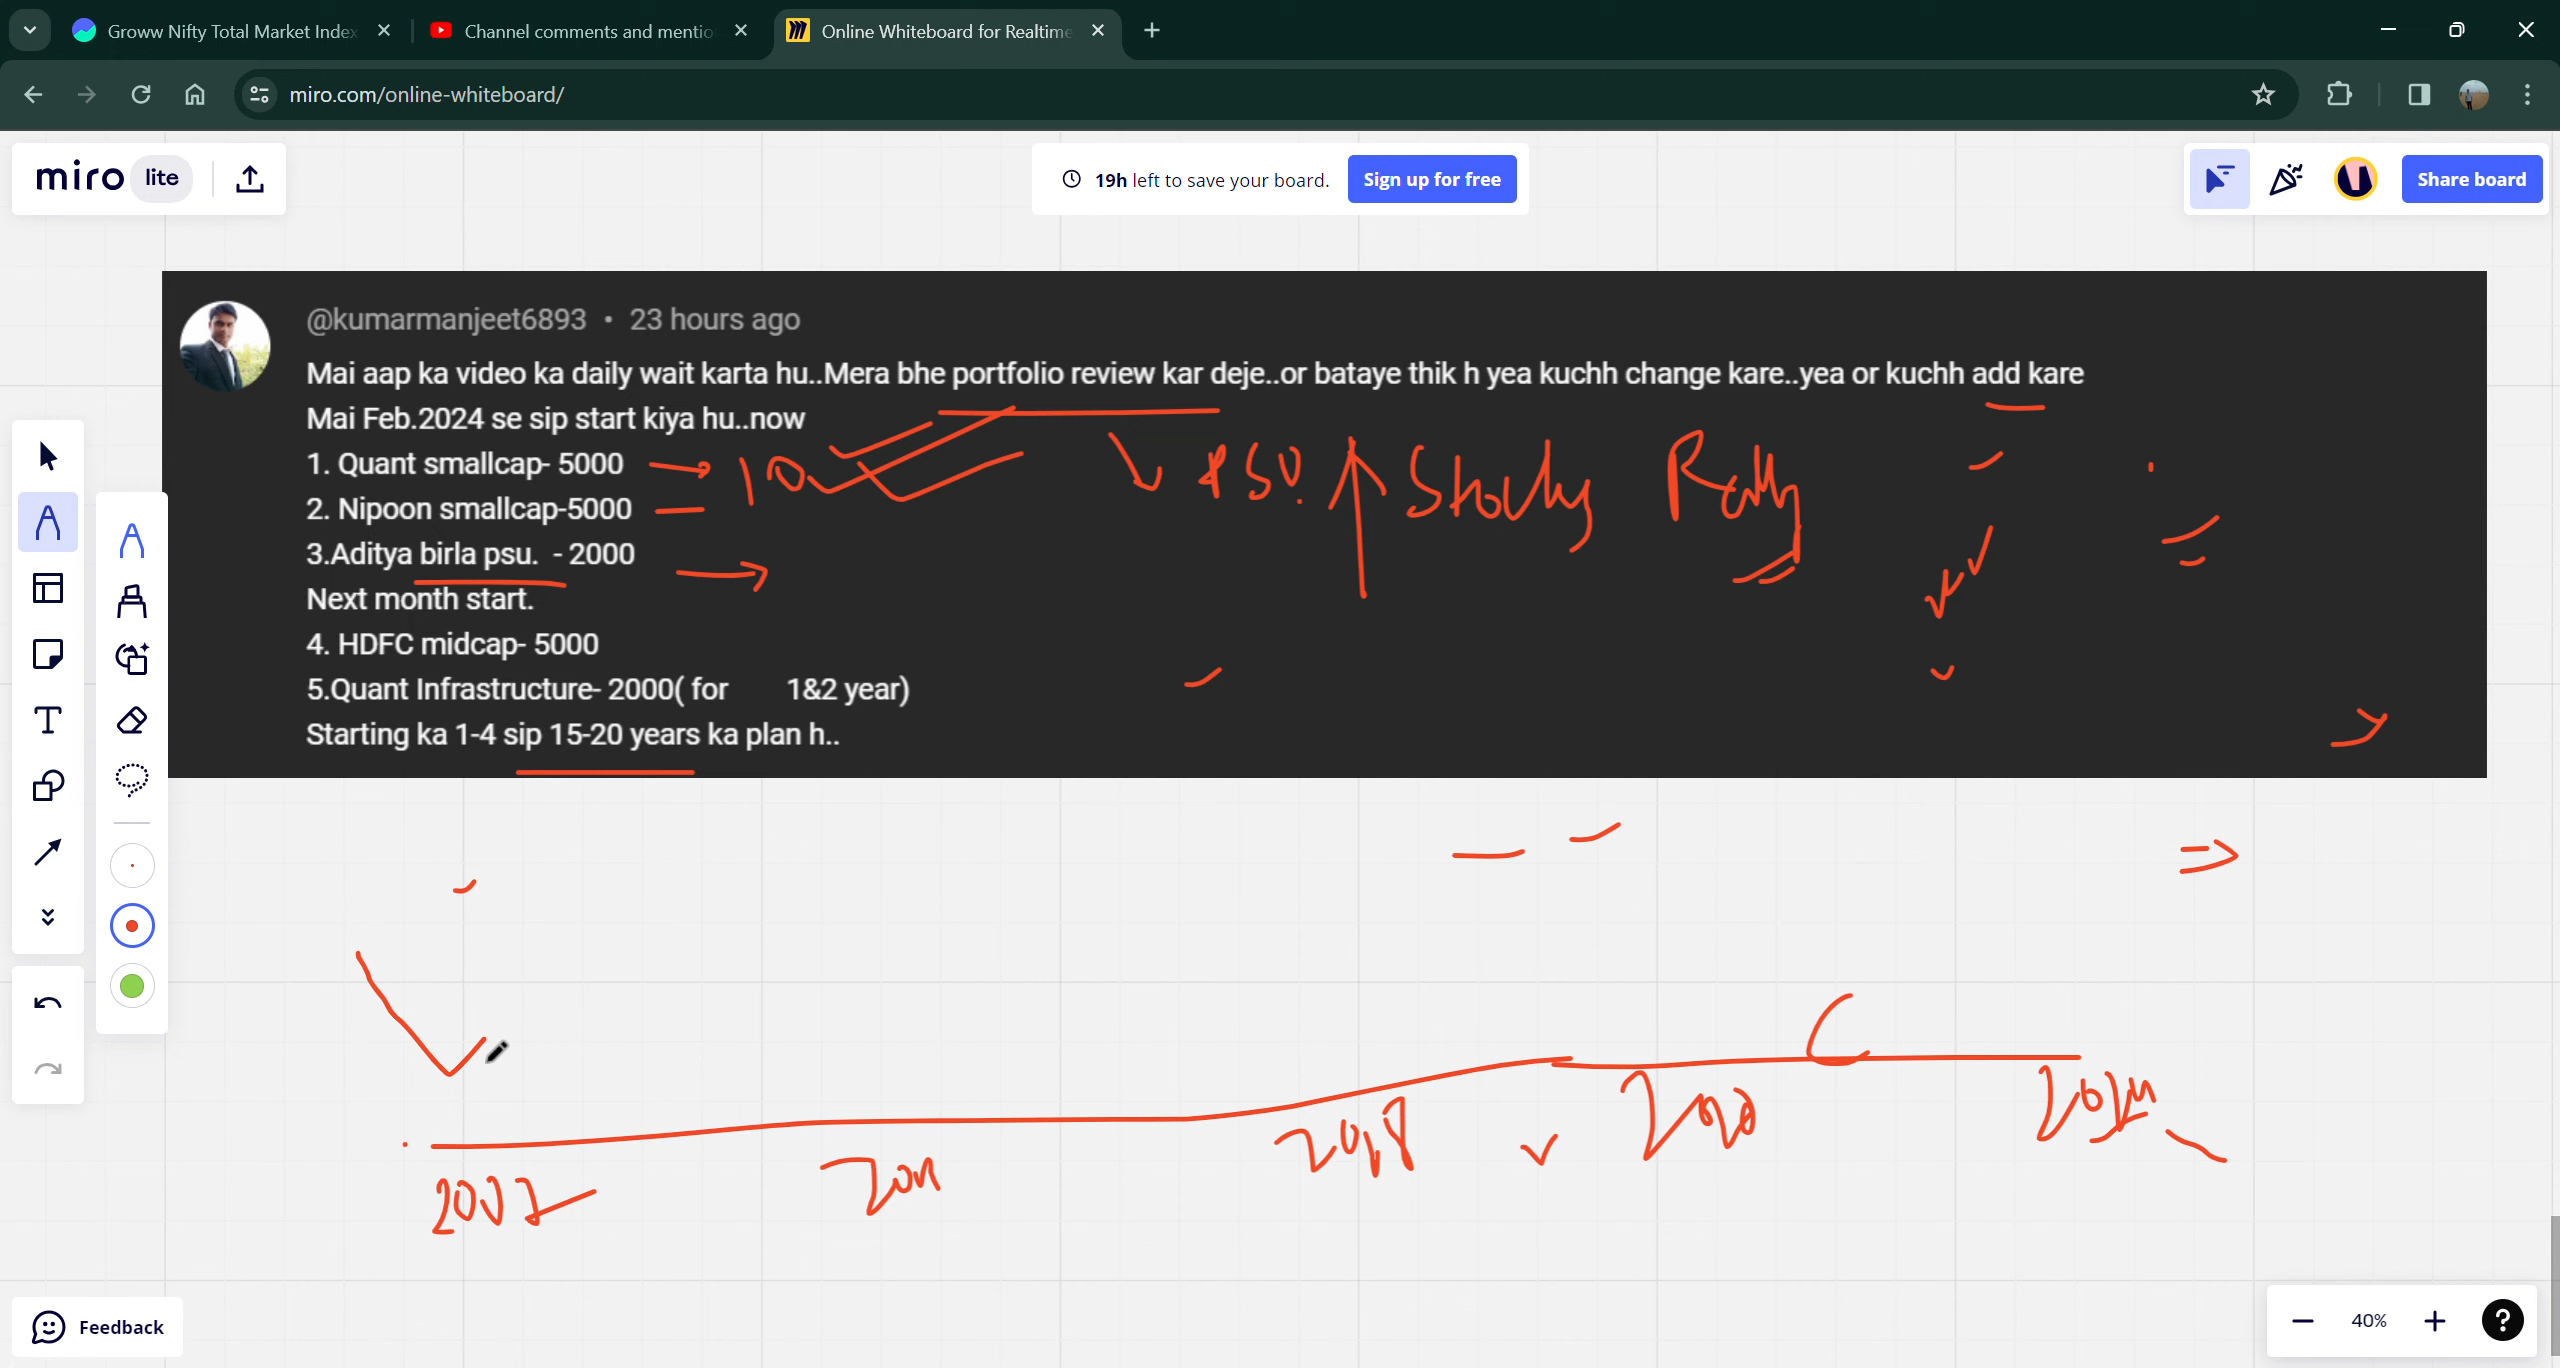 Groww Nifty Total Market Index
Channel comments and mentio
Online Whiteboard for Realtime
miro.com/online-whiteboard/
miro lite
19h left to save your board.
Sign up for free
Share board
@kumarmanjeet6893 • 23 hours ago
Mai aap ka video ka daily wait karta hu..Mera bhe portfolio review kar deje..or bataye thik h yea kuchh change kare..yea or kuchh add kare
Mai Feb.2024 se sip start kiya hu..now
1. Quant smallcap- 5000
2. Nipoon smallcap-5000
3.Aditya birla psu. - 2000
Next month start.
4. HDFC midcap- 5000
5.Quant Infrastructure- 2000( for 1&2 year)
Starting ka 1-4 sip 15-20 years ka plan h..
10
PSU
Rally
2018
2020
Feedback
40%